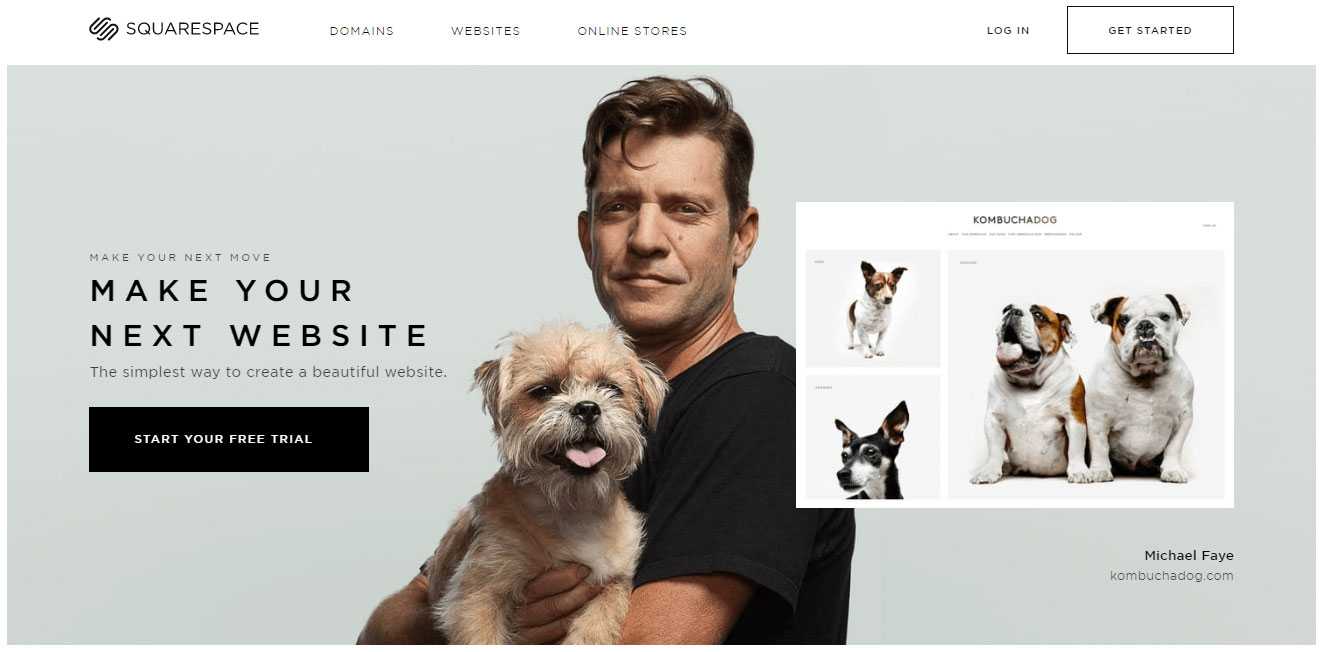 SQUARESPACE
DOMAINS
WEBSITES
ONLINE STORES
LOG IN
GET STARTED
MAKE YOUR NEXT MOVE
MAKE YOUR
NEXT WEBSITE
The simplest way to create a beautiful website.
START YOUR FREE TRIAL
KOMBUCHADOG
Michael Faye
kombuchadog.com